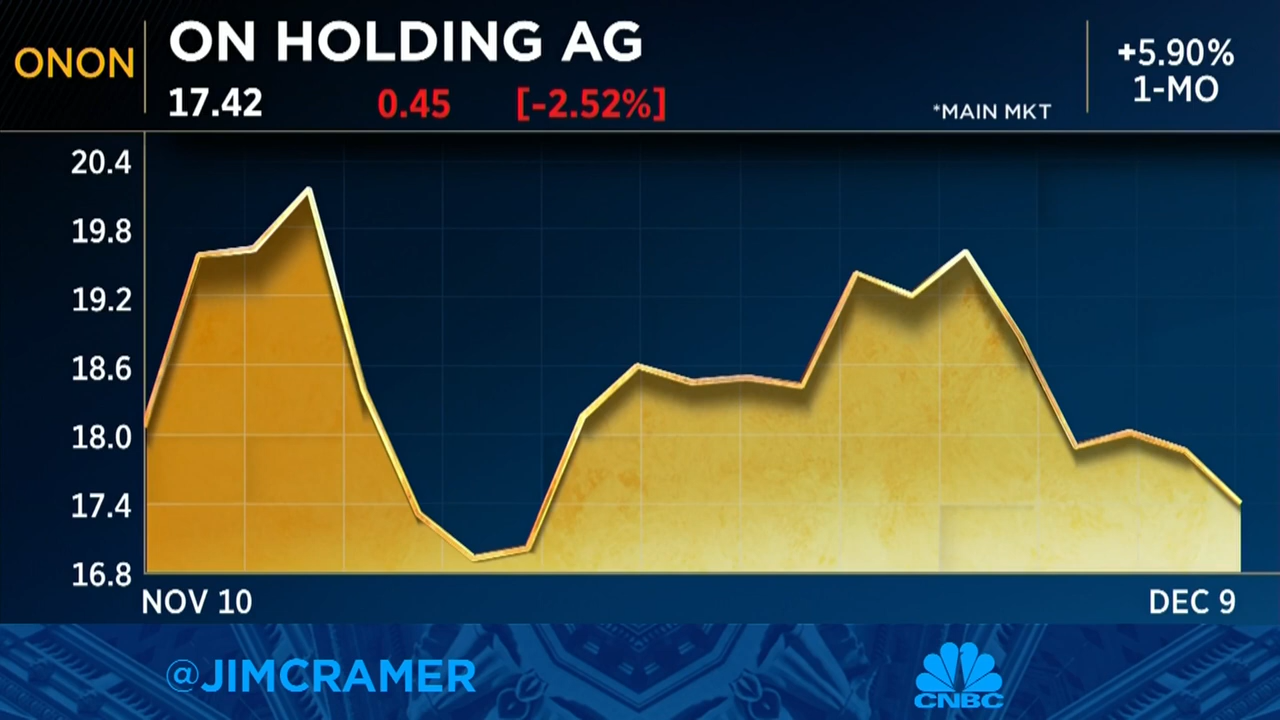 ONON
ON HOLDING AG
17.42 0.45 [-2.52%]
*MAIN MKT
+5.90%
1-MO
20.4
19.8
19.2
18.6
18.0
17.4
16.8
NOV 10
DEC 9
@JIMCRAMER
CNBC